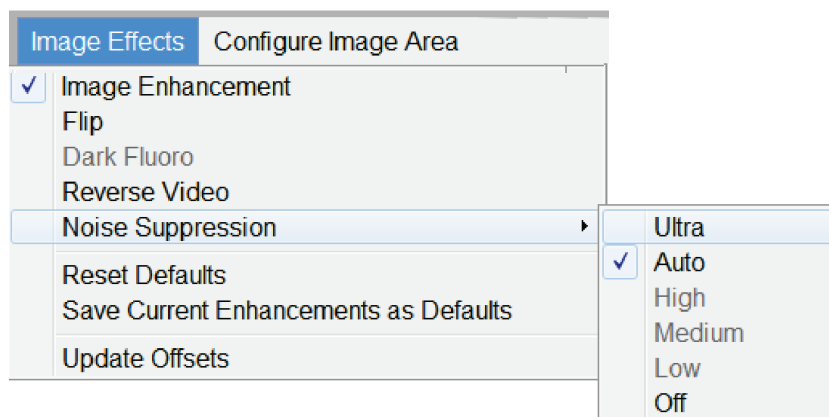 Image Effects Configure Image Area
Image Enhancement
Flip
Dark Fluoro
Reverse Video
Noise Suppression
Reset Defaults
Save Current Enhancements as Defaults
Update Offsets
Ultra
Auto
High
Medium
Low
Off